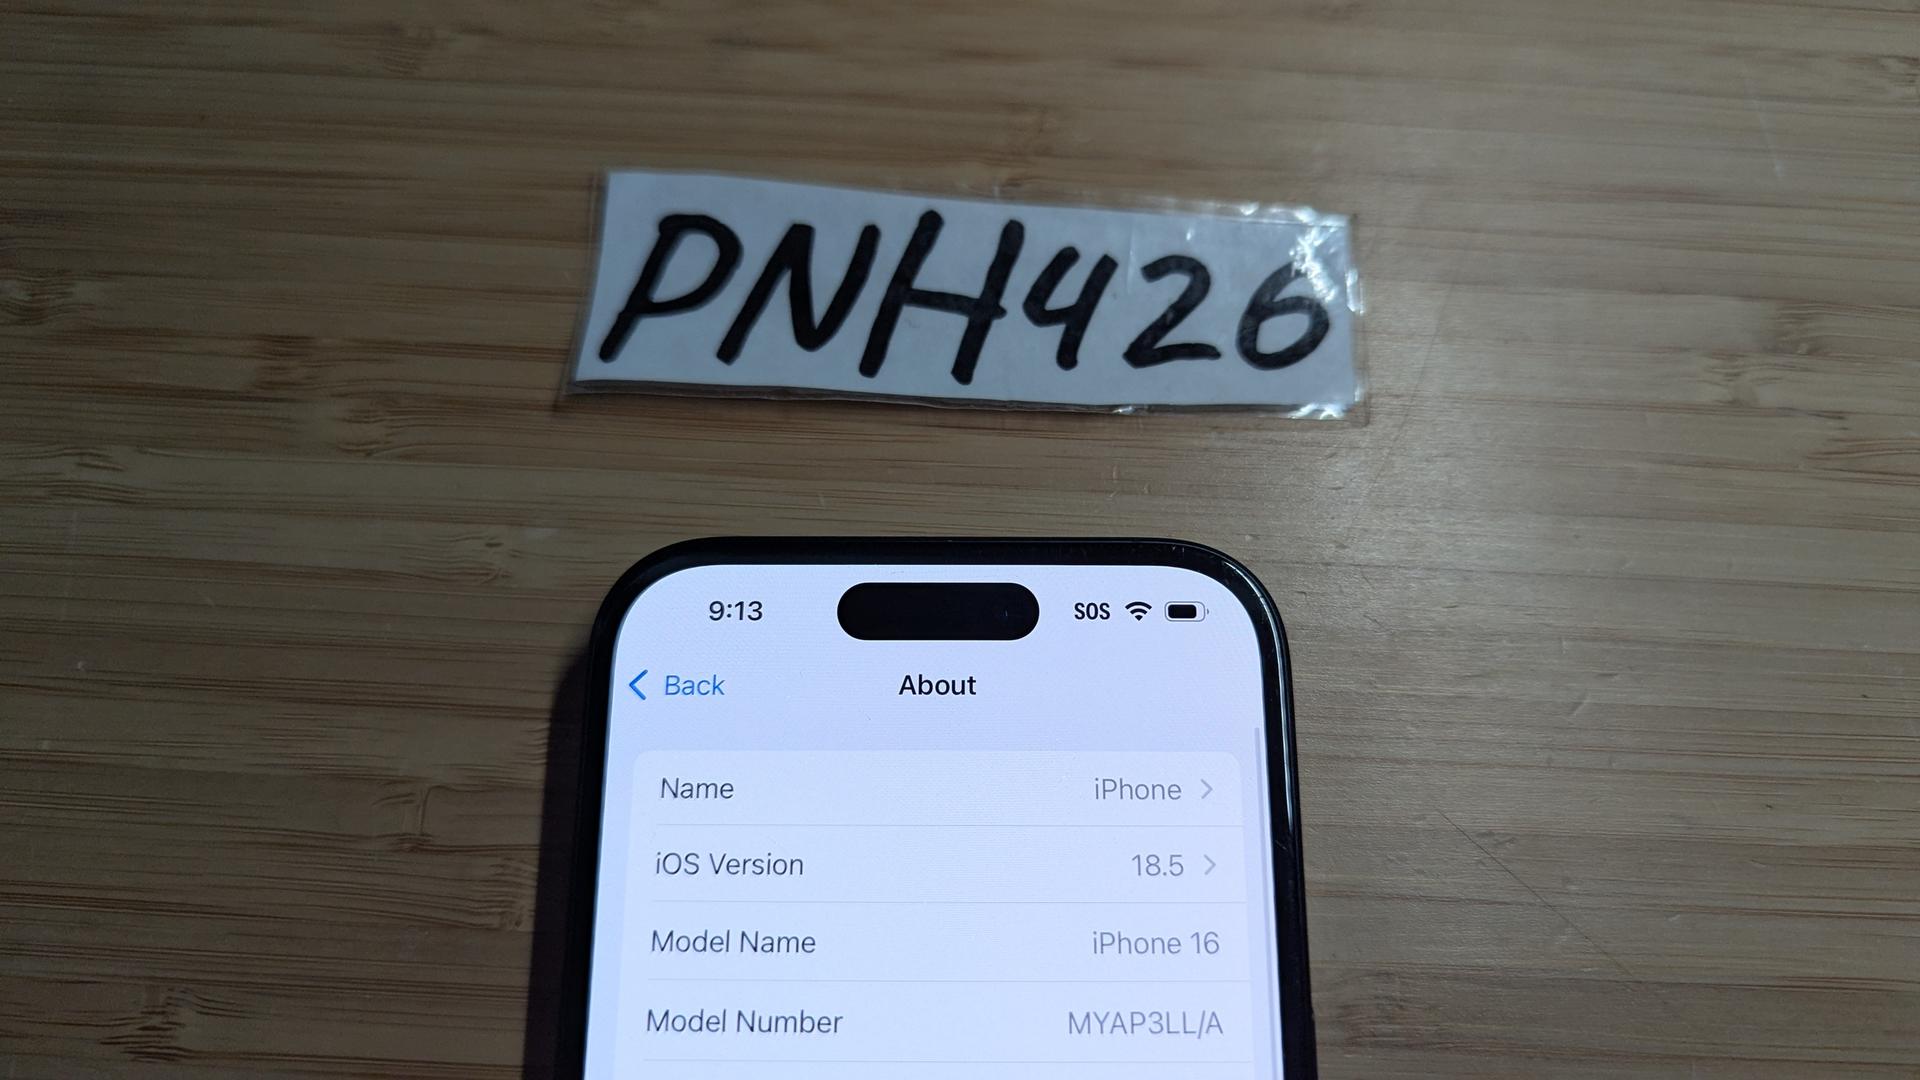 PNH426
9:13 SOS
Back About
Name iPhone
iOS Version 18.5
Model Name iPhone 16
Model Number MYAP3LL/A